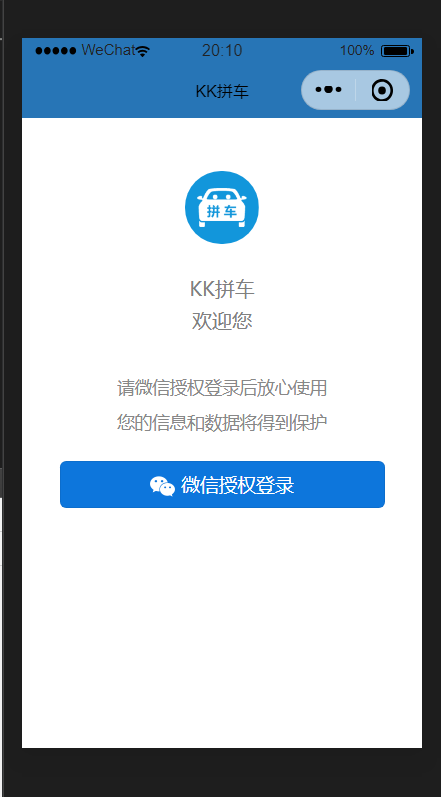 WeChat 20:10 100%
KK拼车
拼车
KK拼车
欢迎您
请微信授权登录后放心使用
您的信息和数据将得到保护
微信授权登录